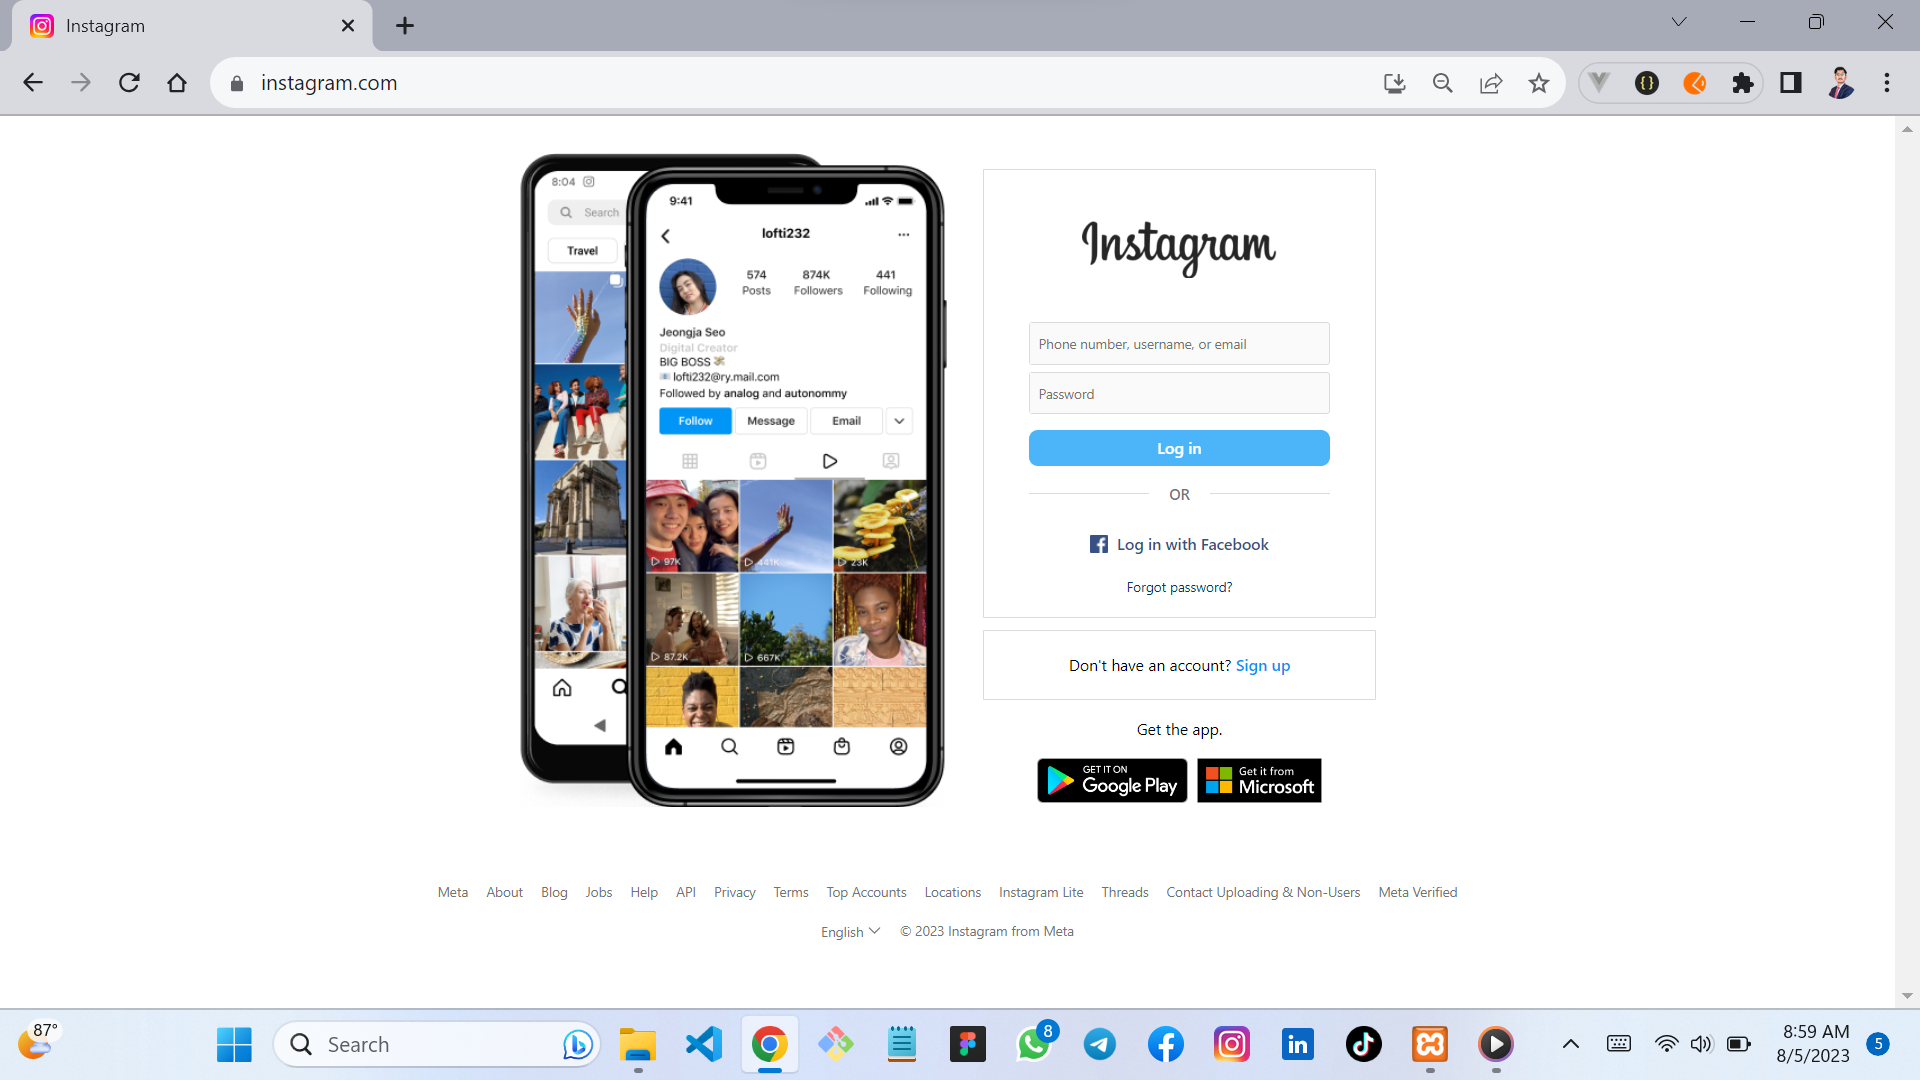 Instagram
instagram.com
8:04
Search
Travel
9:41
lofti232
574 874K 441
Posts Followers Following
Jeongja Seo
Digital Creator
BIG BOSS
lofti232@ry.mail.com
Followed by analog and autonommy
Follow Message Email
97K 441K 23K
87.2K 667K
Instagram
Phone number, username, or email
Password
Log in
OR
Log in with Facebook
Forgot password?
Don't have an account? Sign up
Get the app.
GET IT ON
Google Play
Get it from
Microsoft
Meta About Blog Jobs Help API Privacy Terms Top Accounts Locations Instagram Lite Threads Contact Uploading & Non-Users Meta Verified
English © 2023 Instagram from Meta
87°
Search
8
8:59 AM
8/5/2023
5